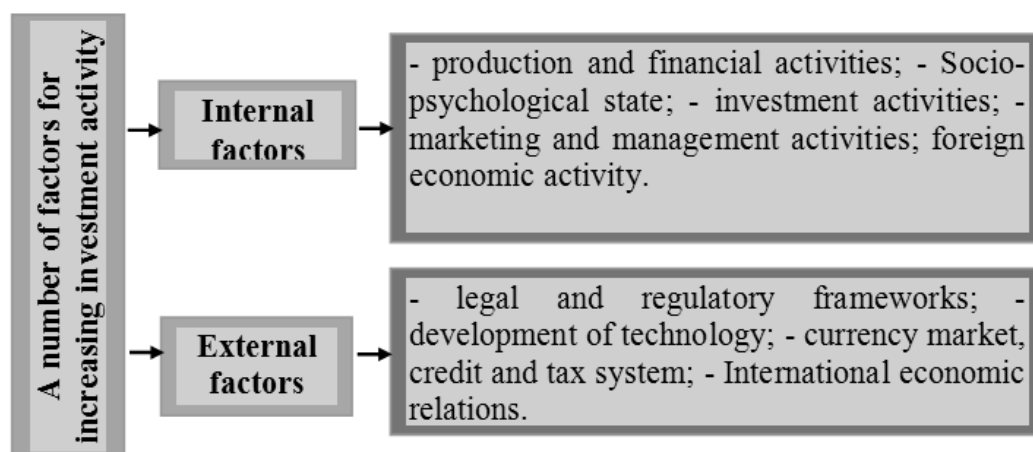 A number of factors for
increasing investment activity
Internal
factors
- production and financial activities; - Socio-
psychological state; - investment activities; -
marketing and management activities; foreign
economic activity.
External
factors
- legal and regulatory frameworks; -
development of technology; - currency market,
credit and tax system; - International economic
relations.